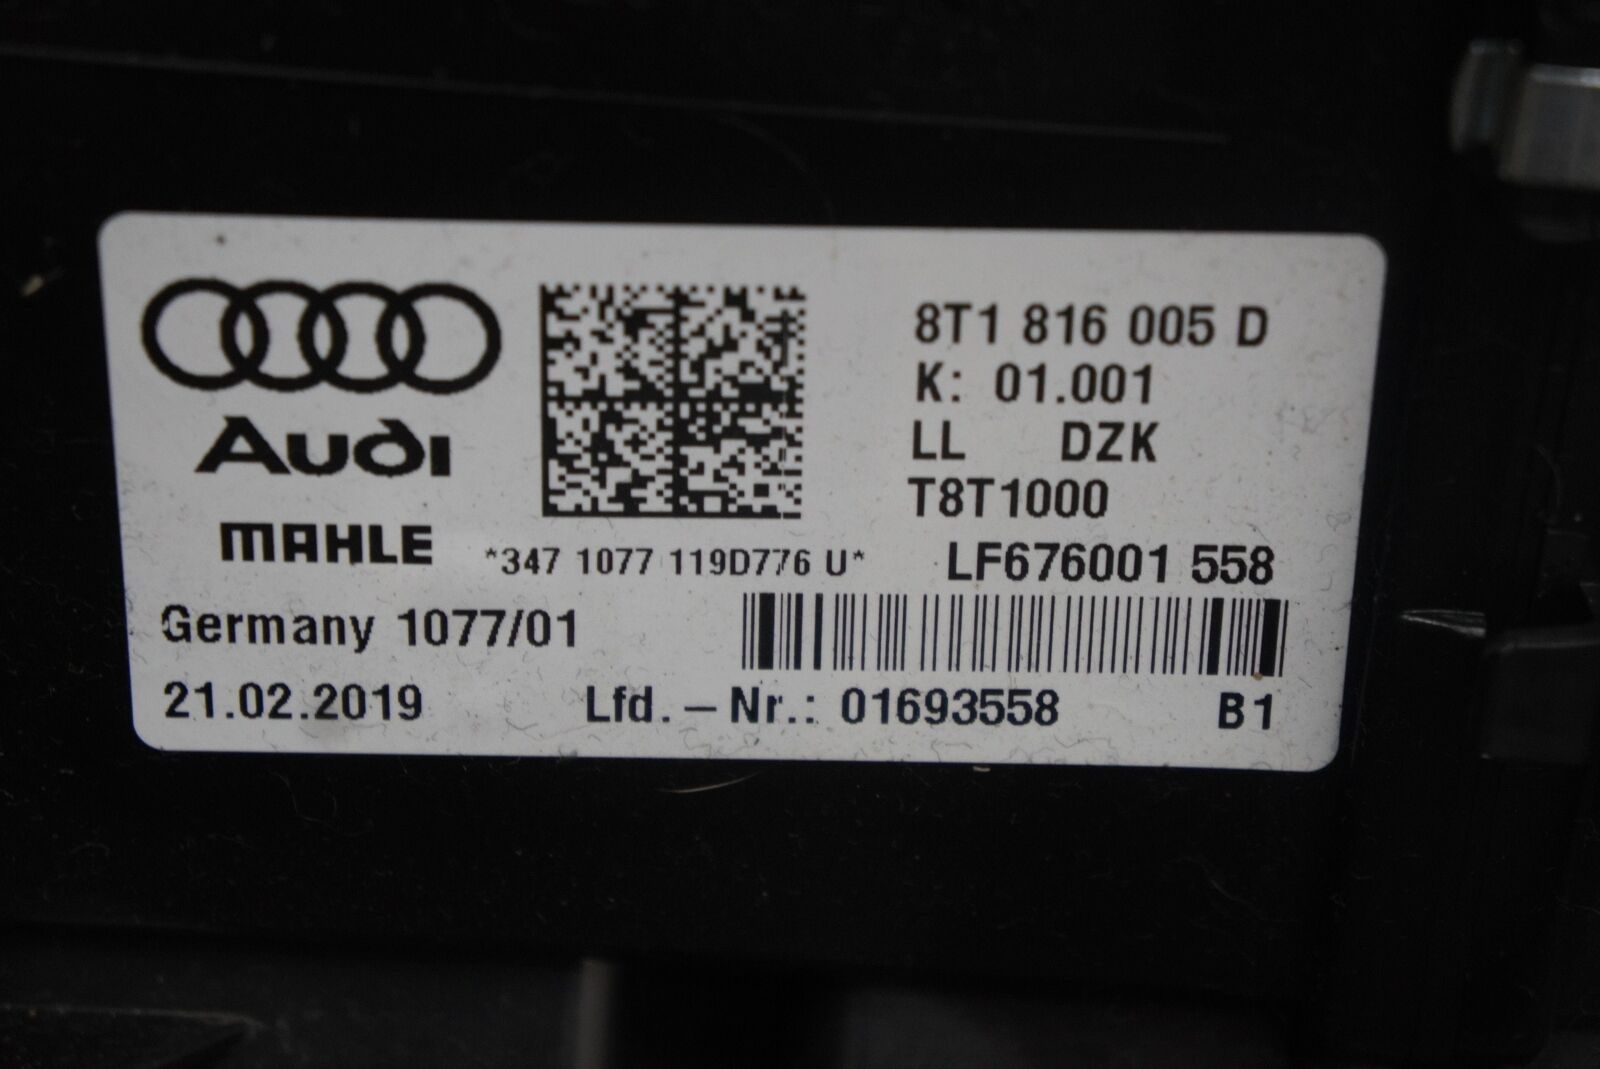 Audi
MAHLE
8T1 816 005 D
K: 01.001
LL DZK
T8T1000
*347 1077 119D776 U*
LF676001 558
Germany 1077/01
21.02.2019
Lfd.-Nr.: 01693558
B1